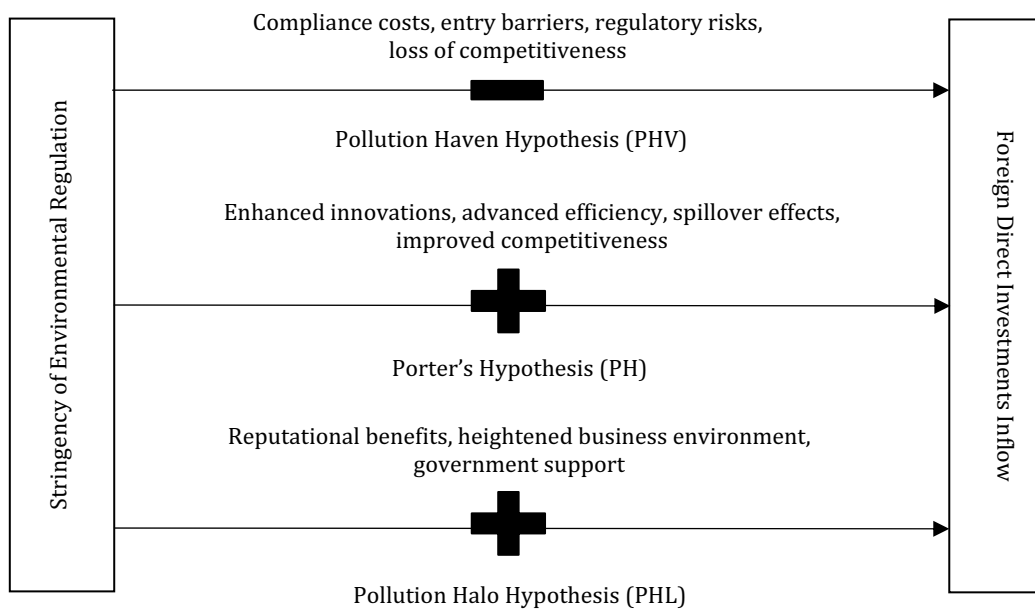 Stringency of Environmental Regulation
Compliance costs, entry barriers, regulatory risks,
loss of competitiveness
Pollution Haven Hypothesis (PHV)
Enhanced innovations, advanced efficiency, spillover effects,
improved competitiveness
Porter’s Hypothesis (PH)
Reputational benefits, heightened business environment,
government support
Pollution Halo Hypothesis (PHL)
Foreign Direct Investments Inflow